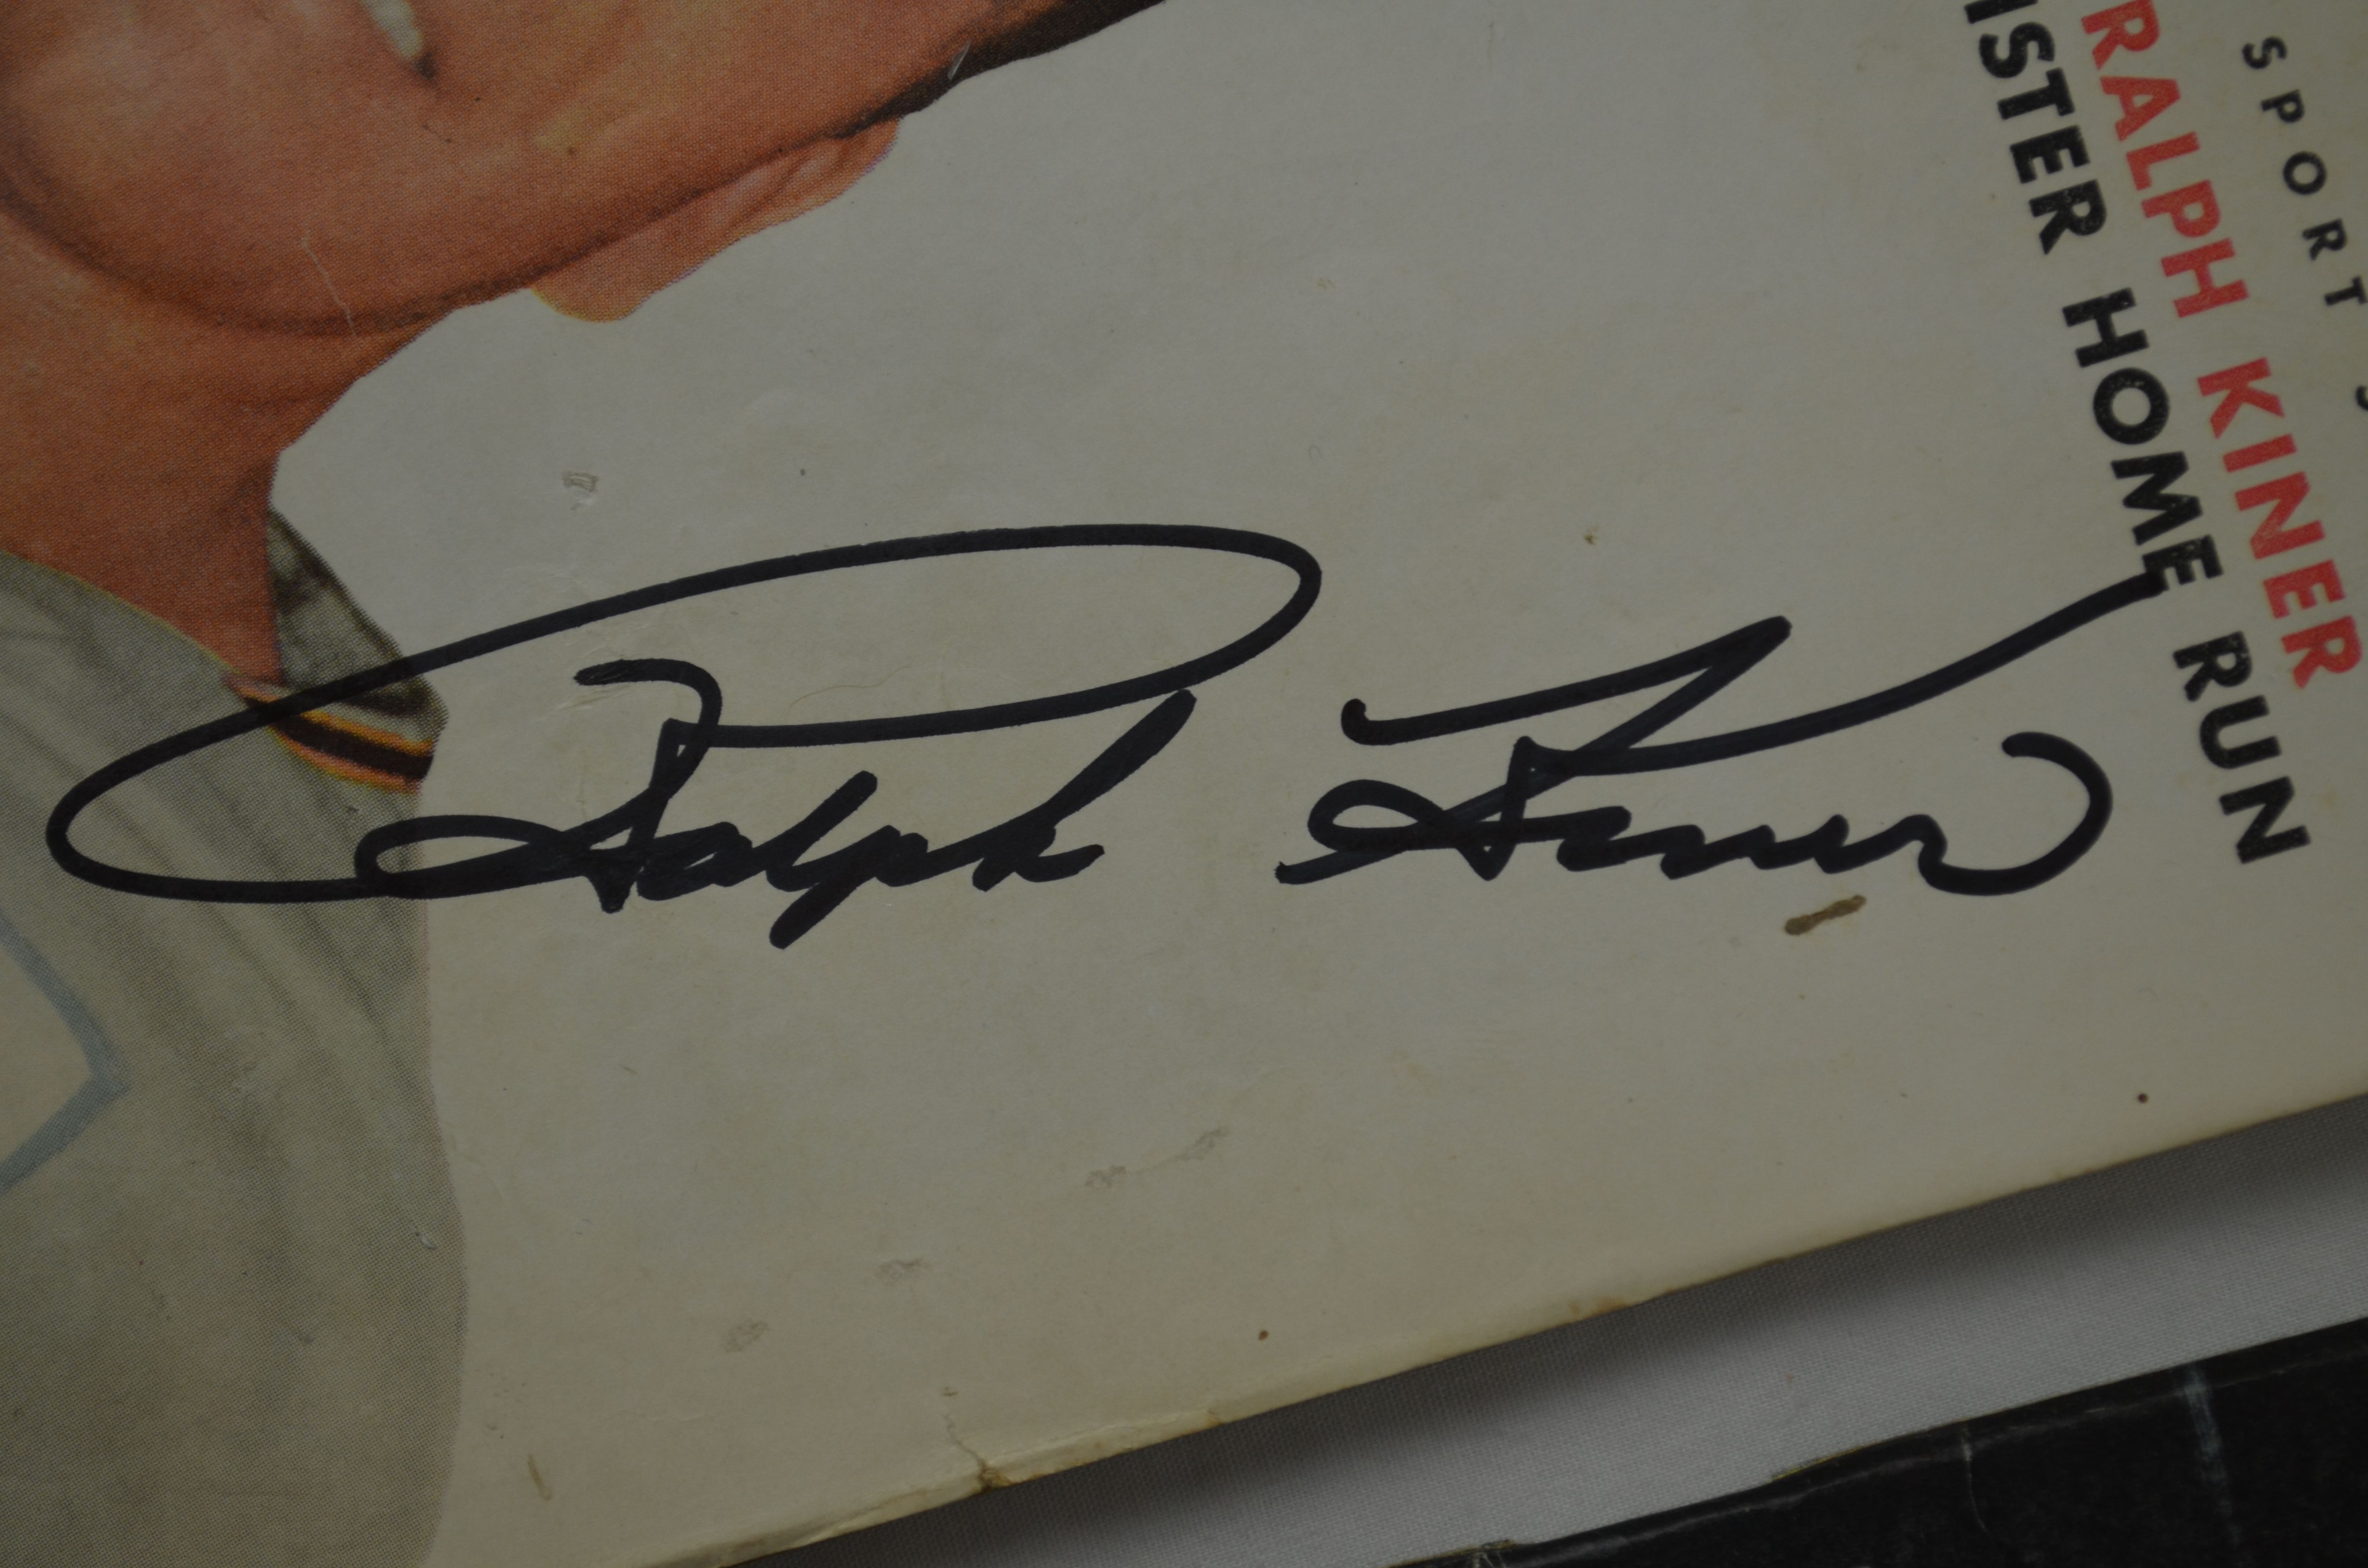 SPORT
RALPH KINER
ISTER HOME RUN
Ralph Kiner